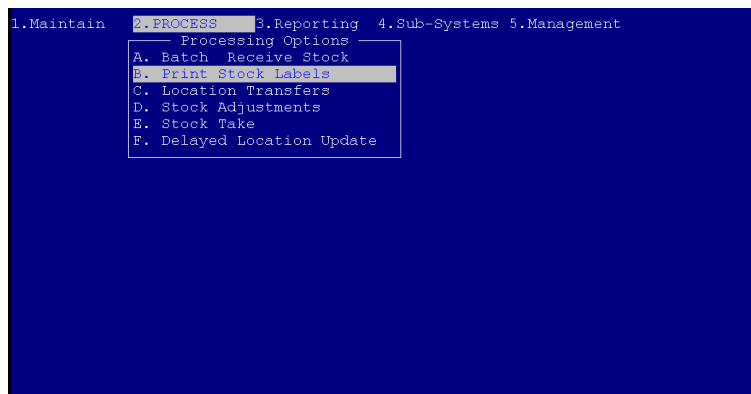 1.Maintain 2.PROCESS 3.Reporting 4.Sub-Systems 5.Management
Processing Options
A. Batch Receive Stock
B. Print Stock Labels
C. Location Transfers
D. Stock Adjustments
E. Stock Take
F. Delayed Location Update